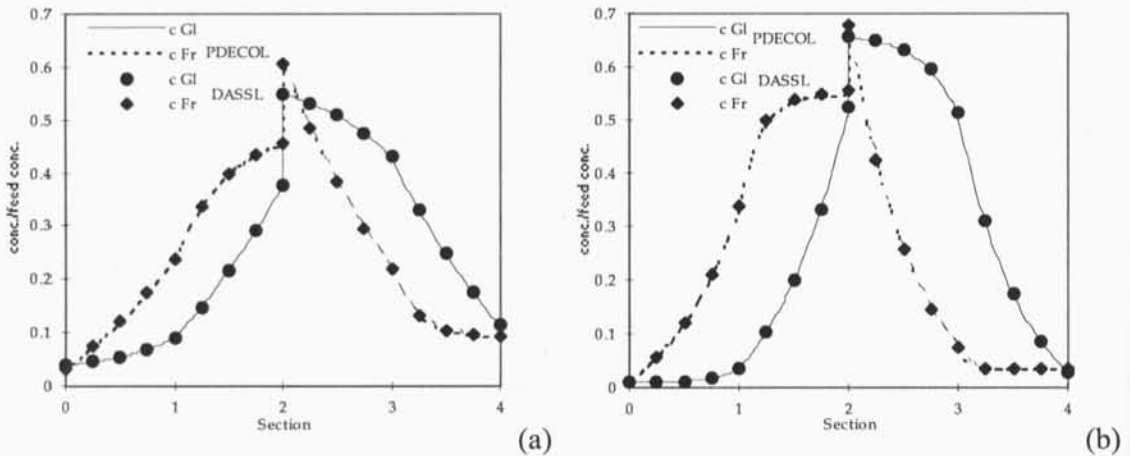 0.7
0.6
0.5
0.4
0.3
0.2
0.1
0
conc./feed conc.
c Gl
c Fr
PDECOL
c Gl
c Fr
DASSL
0 1 2 3 4
Section
(a)
0.7
0.6
0.5
0.4
0.3
0.2
0.1
0
conc./feed conc.
c Gl
c Fr
PDECOL
c Gl
c Fr
DASSL
0 1 2 3 4
Section
(b)